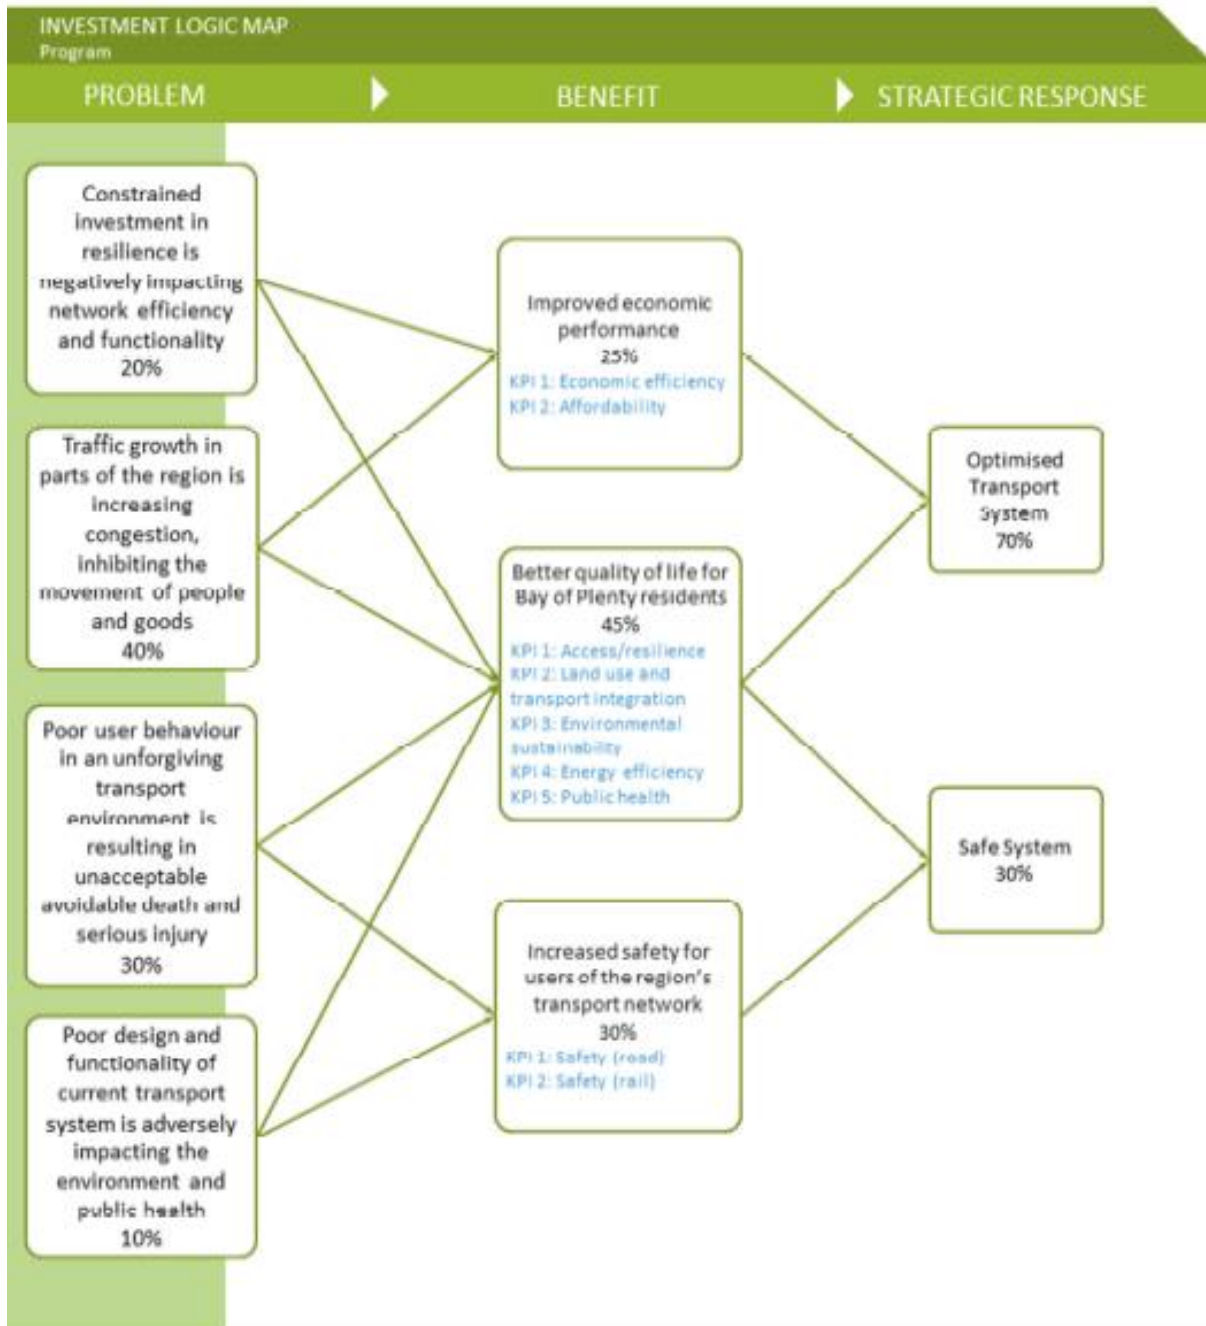 INVESTMENT LOGIC MAP
Program
PROBLEM
BENEFIT
STRATEGIC RESPONSE
Constrained
investment in
resilience is
negatively impacting
network efficiency
and functionality
20%
Traffic growth in
parts of the region is
increasing
congestion,
inhibiting the
movement of people
and goods
40%
Poor user behaviour
in an unforgiving
transport
environment is
resulting in
unacceptable
avoidable death and
serious injury
30%
Poor design and
functionality of
current transport
system is adversely
impacting the
environment and
public health
10%
Improved economic
performance
25%
KPI 1: Economic efficiency
KPI 2: Affordability
Better quality of life for
Bay of Plenty residents
45%
KPI 1: Access/resilience
KPI 2: Land use and
transport integration
KPI 3: Environmental
sustainability
KPI 4: Energy efficiency
KPI 5: Public health
Increased safety for
users of the region's
transport network
30%
KPI 1: Safety (road)
KPI 2: Safety (rail)
Optimised
Transport
System
70%
Safe System
30%